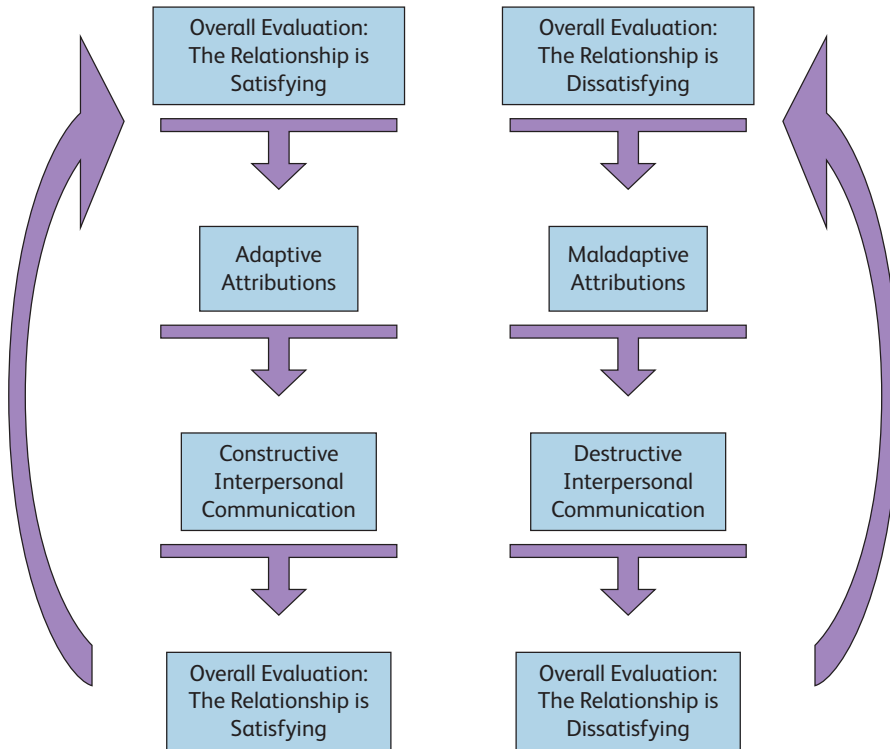 Overall Evaluation:
The Relationship is
Satisfying
Adaptive
Attributions
Constructive
Interpersonal
Communication
Overall Evaluation:
The Relationship is
Satisfying
Overall Evaluation:
The Relationship is
Dissatisfying
Maladaptive
Attributions
Destructive
Interpersonal
Communication
Overall Evaluation:
The Relationship is
Dissatisfying